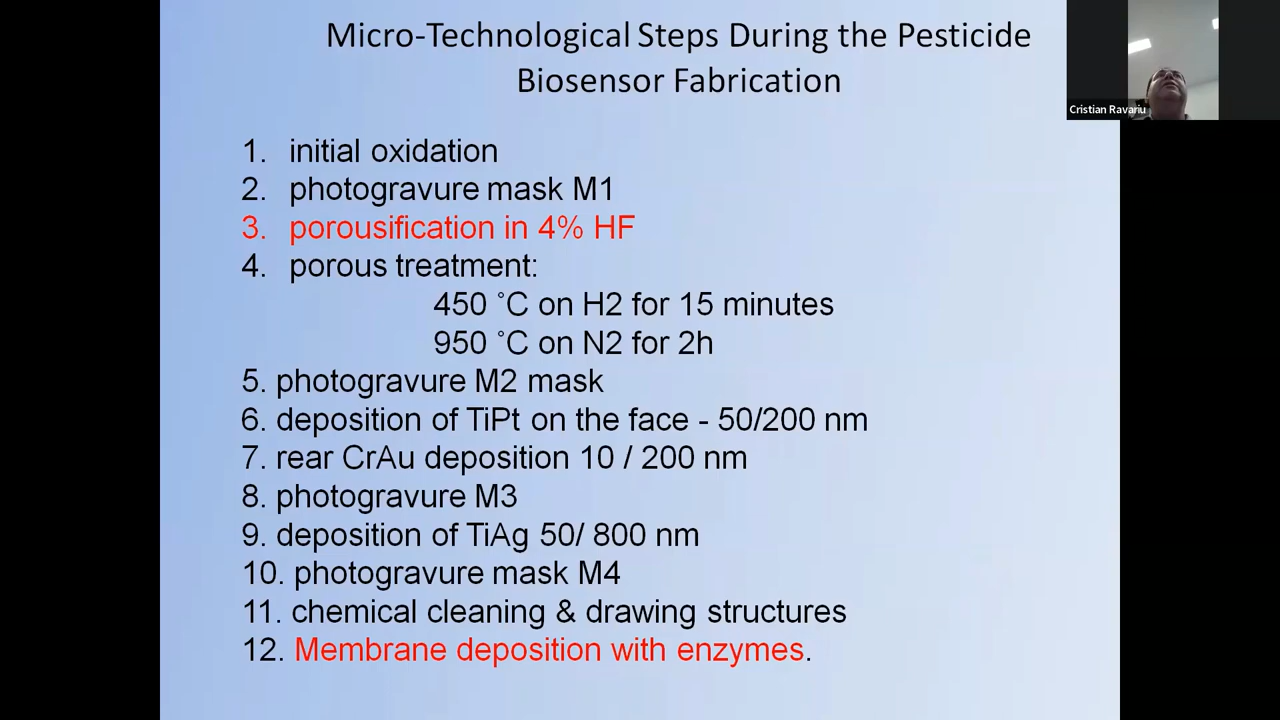 Micro-Technological Steps During the Pesticide
Biosensor Fabrication
Cristian Ravariu
1. initial oxidation
2. photogravure mask M1
3. porousification in 4% HF
4. porous treatment:
450 °C on H2 for 15 minutes
950 °C on N2 for 2h
5. photogravure M2 mask
6. deposition of TiPt on the face - 50/200 nm
7. rear CrAu deposition 10 / 200 nm
8. photogravure M3
9. deposition of TiAg 50/ 800 nm
10. photogravure mask M4
11. chemical cleaning & drawing structures
12. Membrane deposition with enzymes.